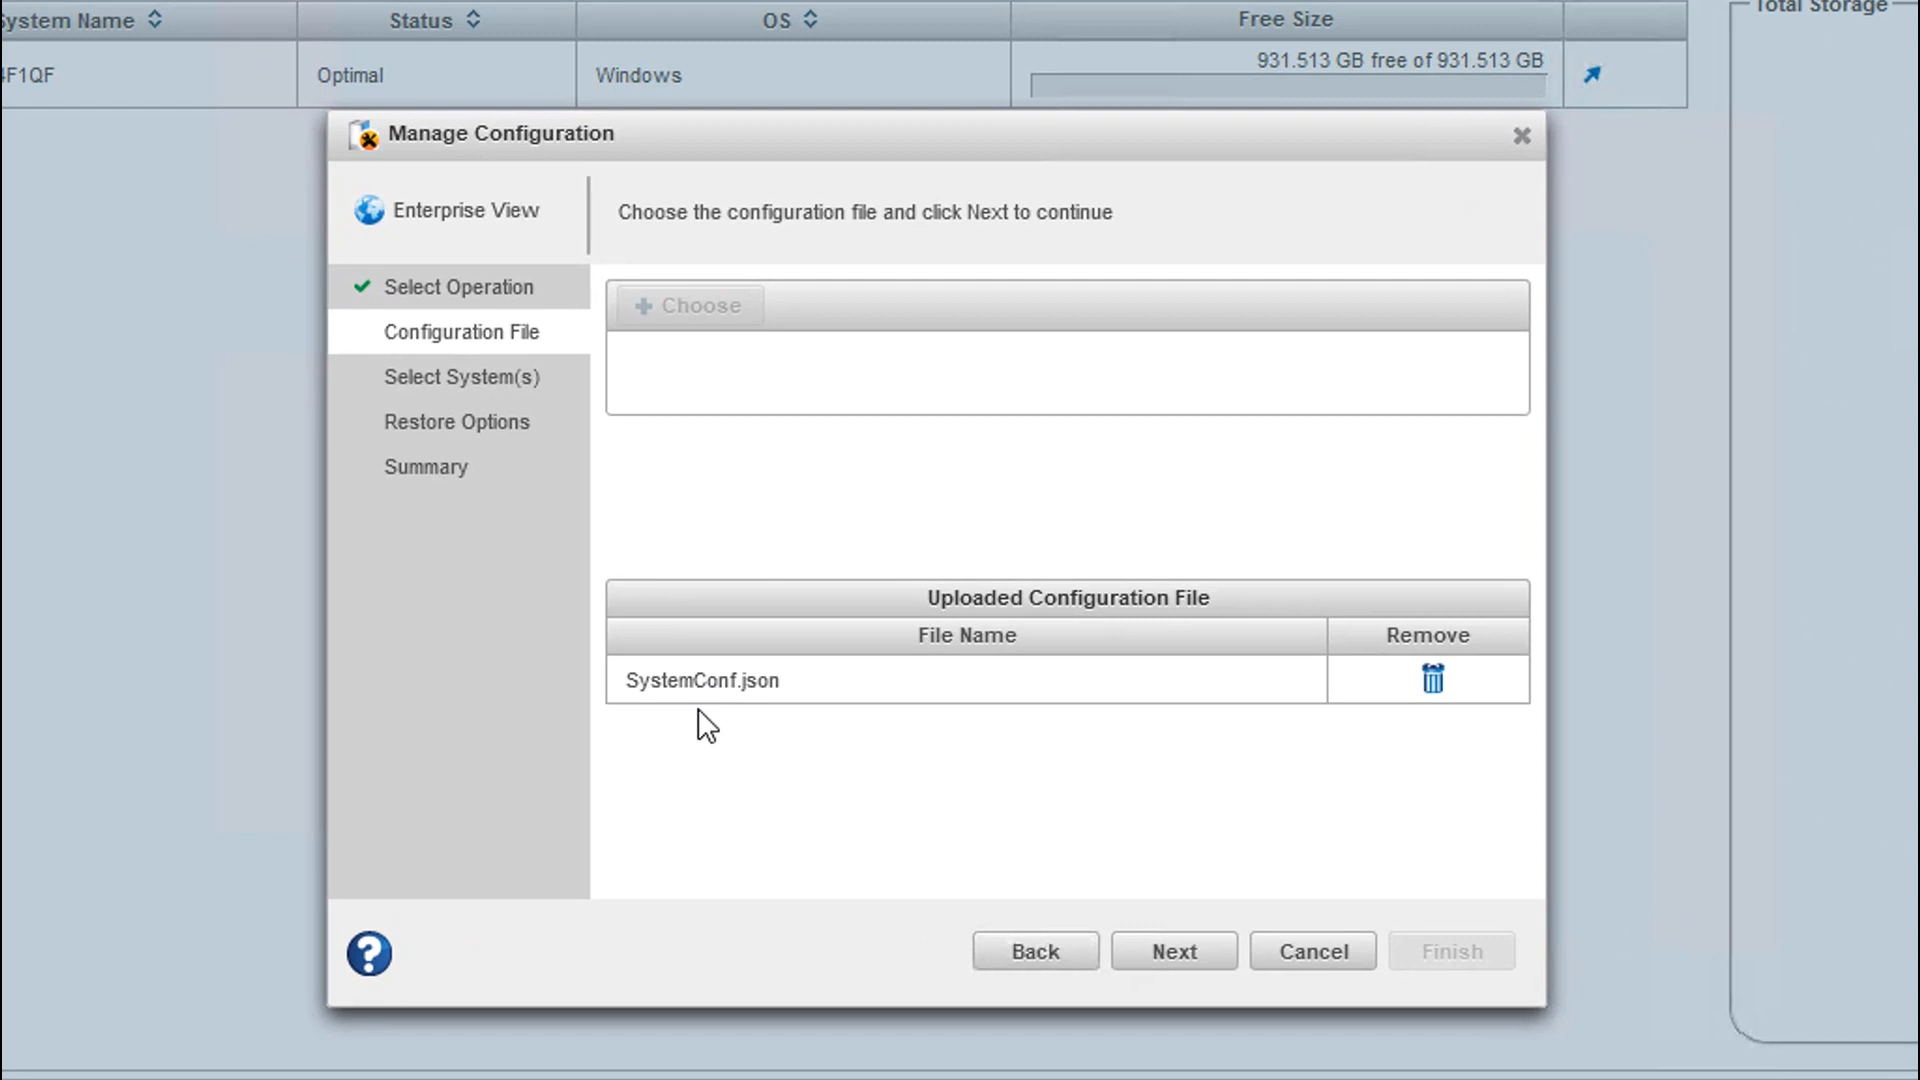 System Name
Status
OS
Free Size
Total Storage
4F1QF
Optimal
Windows
931.513 GB free of 931.513 GB
Manage Configuration
Enterprise View
Choose the configuration file and click Next to continue
Select Operation
Configuration File
Select System(s)
Restore Options
Summary
+ Choose
Uploaded Configuration File
File Name
Remove
SystemConf.json
?
Back
Next
Cancel
Finish